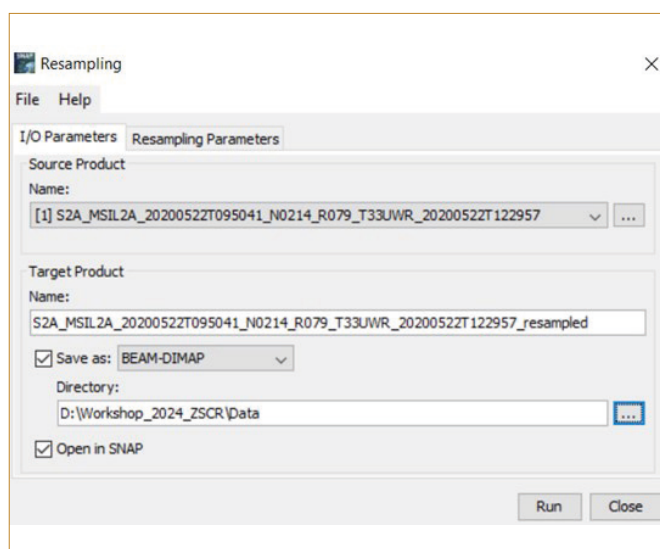 Resampling
File Help
I/O Parameters Resampling Parameters
Source Product
Name:
[1] S2A_MSIL2A_20200522T095041_N0214_R079_T33UWR_20200522T122957 ...
Target Product
Name:
S2A_MSIL2A_20200522T095041_N0214_R079_T33UWR_20200522T122957_resampled
Save as: BEAM-DIMAP
Directory:
D:\Workshop_2024_ZSCR\Data ...
Open in SNAP
Run Close